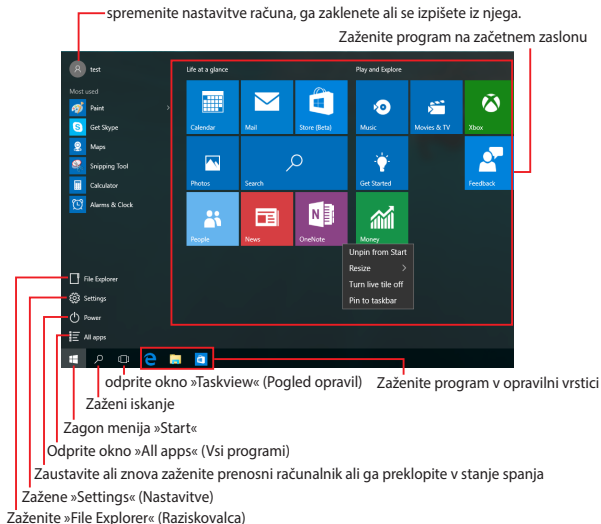 spremenite nastavitve računa, ga zaklenete ali se izpišete iz njega.
Zaženite program na začetnem zaslonu
test
Most used
Paint
Get Skype
Maps
Snipping Tool
Calculator
Alarms & Clock
File Explorer
Settings
Power
All apps
Life at a glance
Play and Explore
Calendar
Mail
Store (Beta)
Music
Movies & TV
Xbox
Photos
Search
Get Started
Feedback
People
News
OneNote
Money
Unpin from Start
Resize
Turn live tile off
Pin to taskbar
odprite okno »Taskview« (Pogled opravil)
Zaženite program v opravilni vrstici
Zaženi iskanje
Zagon menija »Start«
Odprite okno »All apps« (Vsi programi)
Zaustavite ali znova zaženite prenosni računalnik ali ga preklopite v stanje spanja
Zažene »Settings« (Nastavitve)
Zaženite »File Explorer« (Raziskovalca)